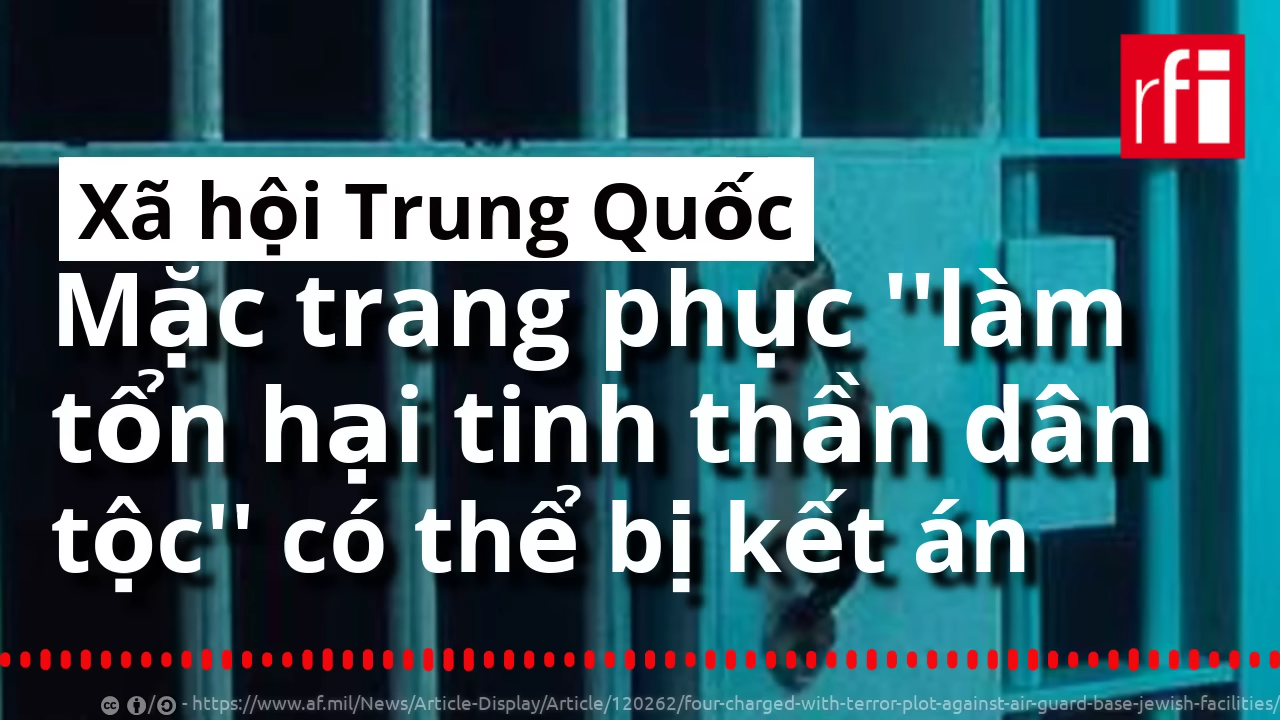 rfi
Xã hội Trung Quốc
Mặc trang phục "làm
tổn hại tinh thần dân
tộc" có thể bị kết án
cc / - https://www.af.mil/News/Article-Display/Article/120262/four-charged-with-terror-plot-against-air-guard-base-jewish-facilities/